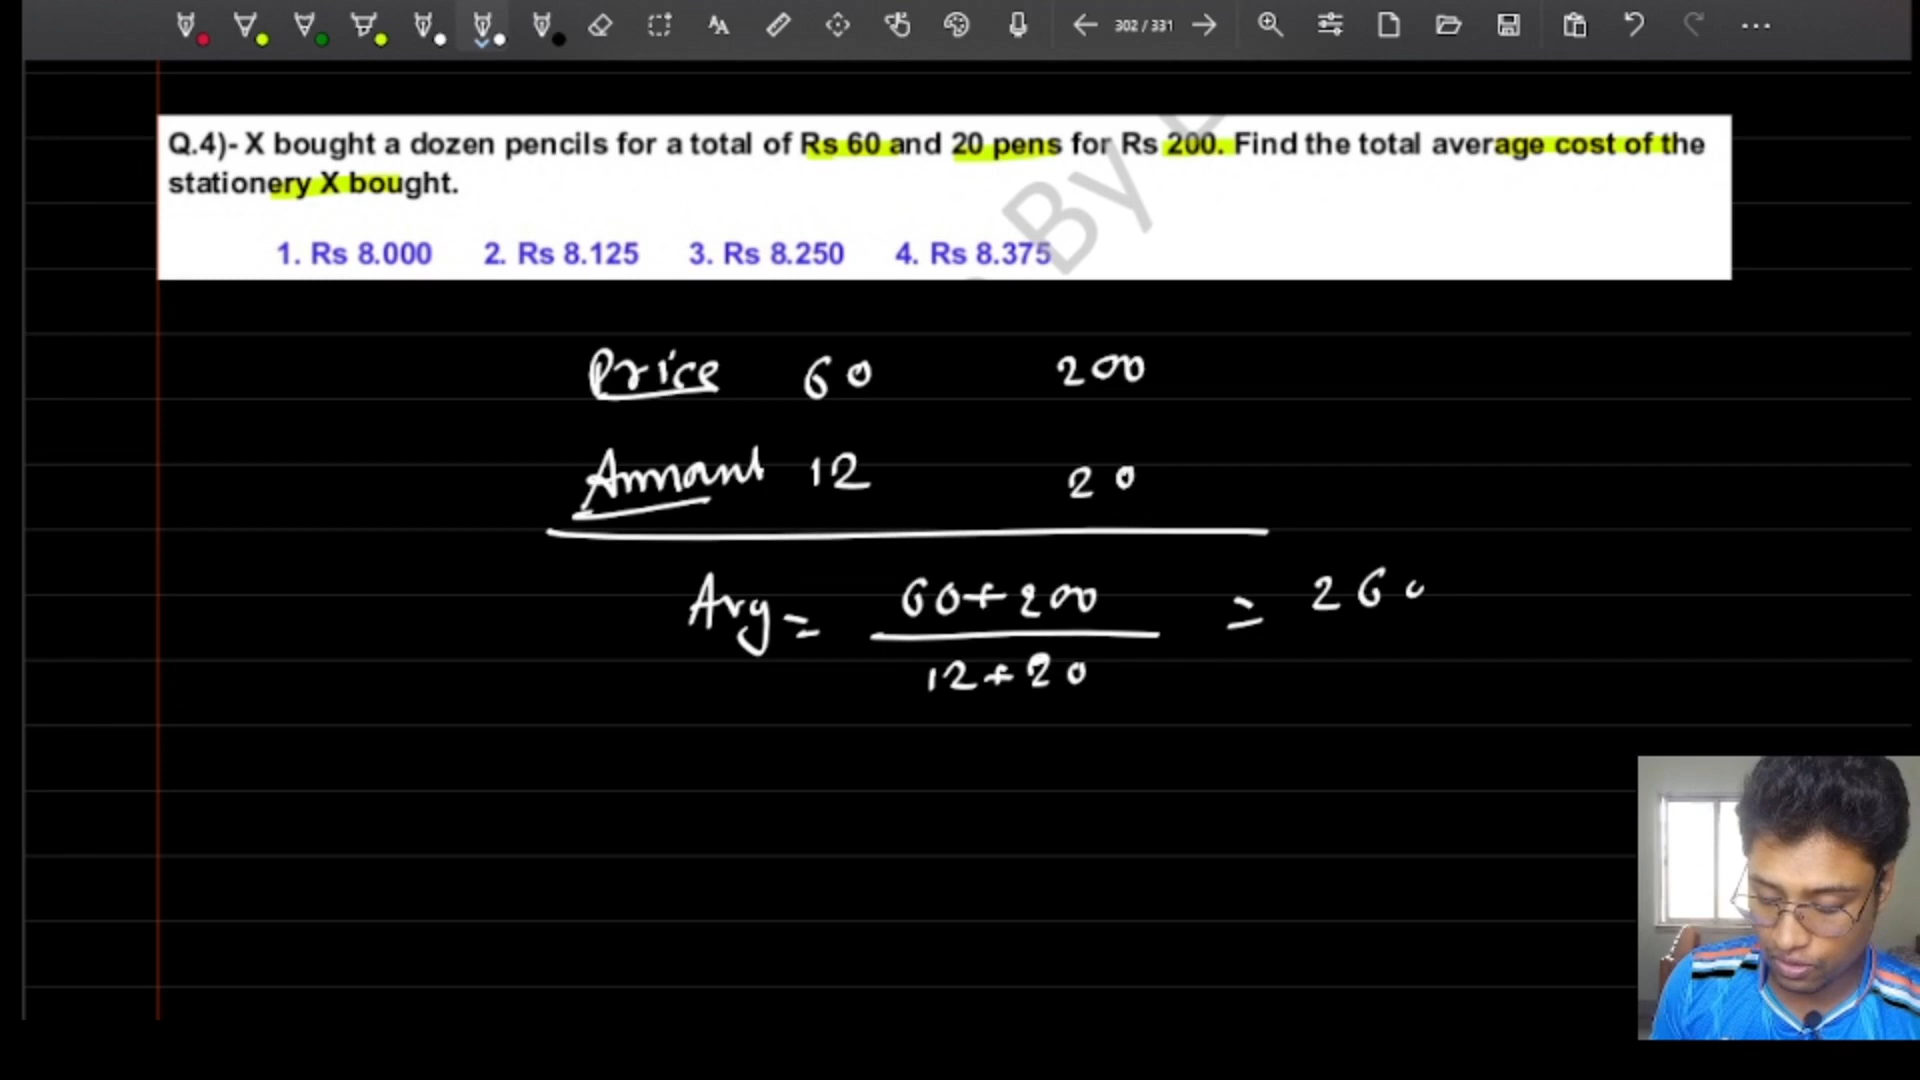 302 / 331
Q.4)- X bought a dozen pencils for a total of Rs 60 and 20 pens for Rs 200. Find the total average cost of the
stationery X bought.
By
1. Rs 8.000 2. Rs 8.125 3. Rs 8.250 4. Rs 8.375
Price 60 200
Amount 12 20
Avg = 60+200 = 260
12+20